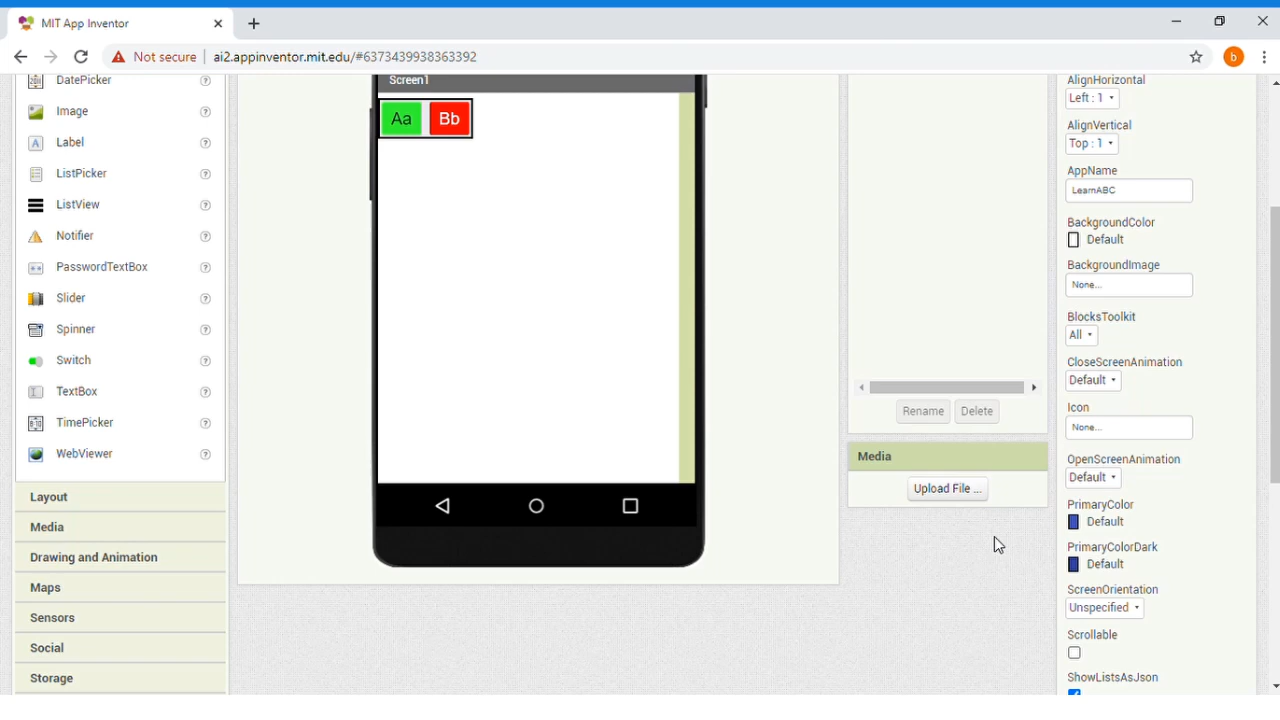 MIT App Inventor
Not secure
ai2.appinventor.mit.edu/#6373439938363392
b
DatePicker
Image
Label
ListPicker
ListView
Notifier
PasswordTextBox
Slider
Spinner
Switch
TextBox
TimePicker
WebViewer
Layout
Media
Drawing and Animation
Maps
Sensors
Social
Storage
Screen1
Aa
Bb
Rename
Delete
Media
Upload File ...
AlignHorizontal
Left : 1
AlignVertical
Top : 1
AppName
LearnABC
BackgroundColor
Default
BackgroundImage
None...
BlocksToolkit
All
CloseScreenAnimation
Default
Icon
None...
OpenScreenAnimation
Default
PrimaryColor
Default
PrimaryColorDark
Default
ScreenOrientation
Unspecified
Scrollable
ShowListsAsJson